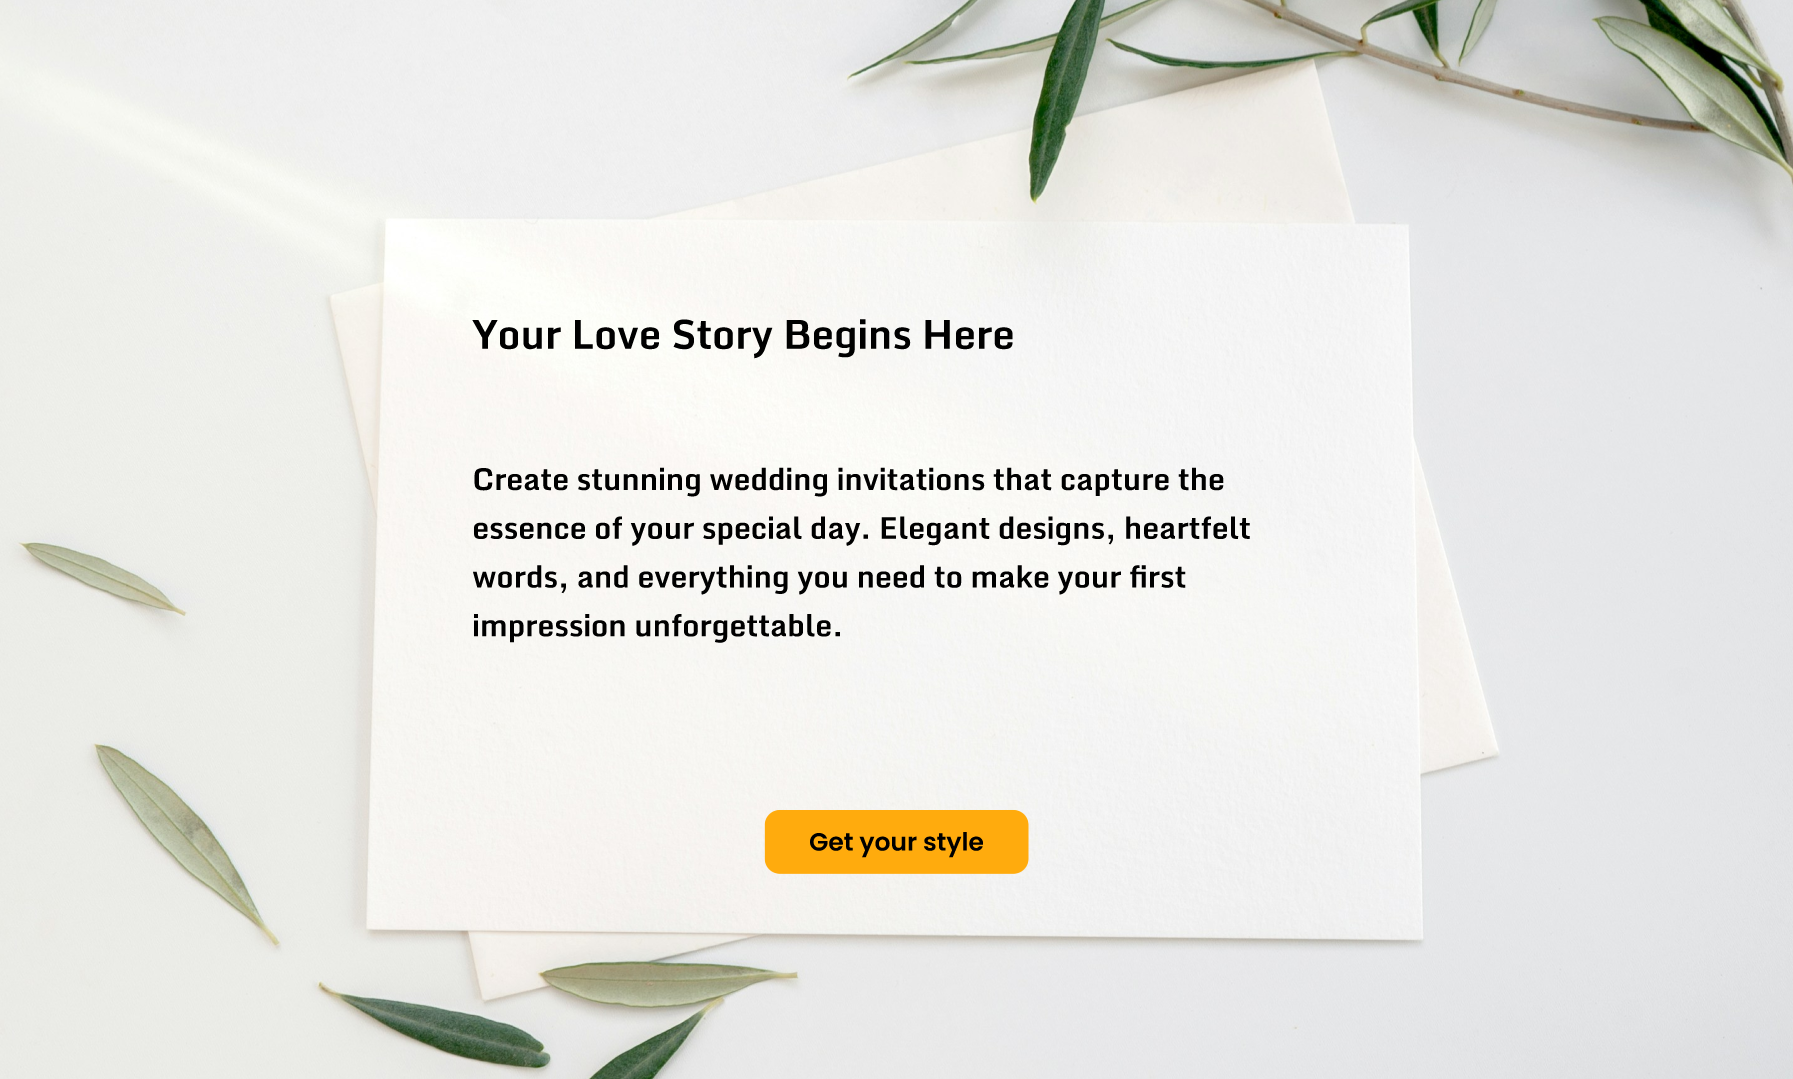 Your Love Story Begins Here
Create stunning wedding invitations that capture the
essence of your special day. Elegant designs, heartfelt
words, and everything you need to make your first
impression unforgettable.
Get your style